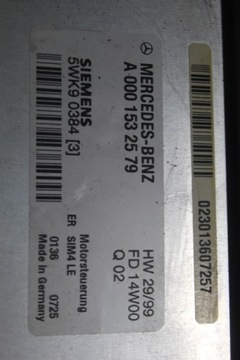 023013607257
MERCEDES-BENZ
A 000 153 25 79
HW 29/99
FD 14W00
Q 02
SIEMENS
5WK9 0384 [3]
ER
Motorsteuerung
SIM4 LE
0136 0725
Made in Germany